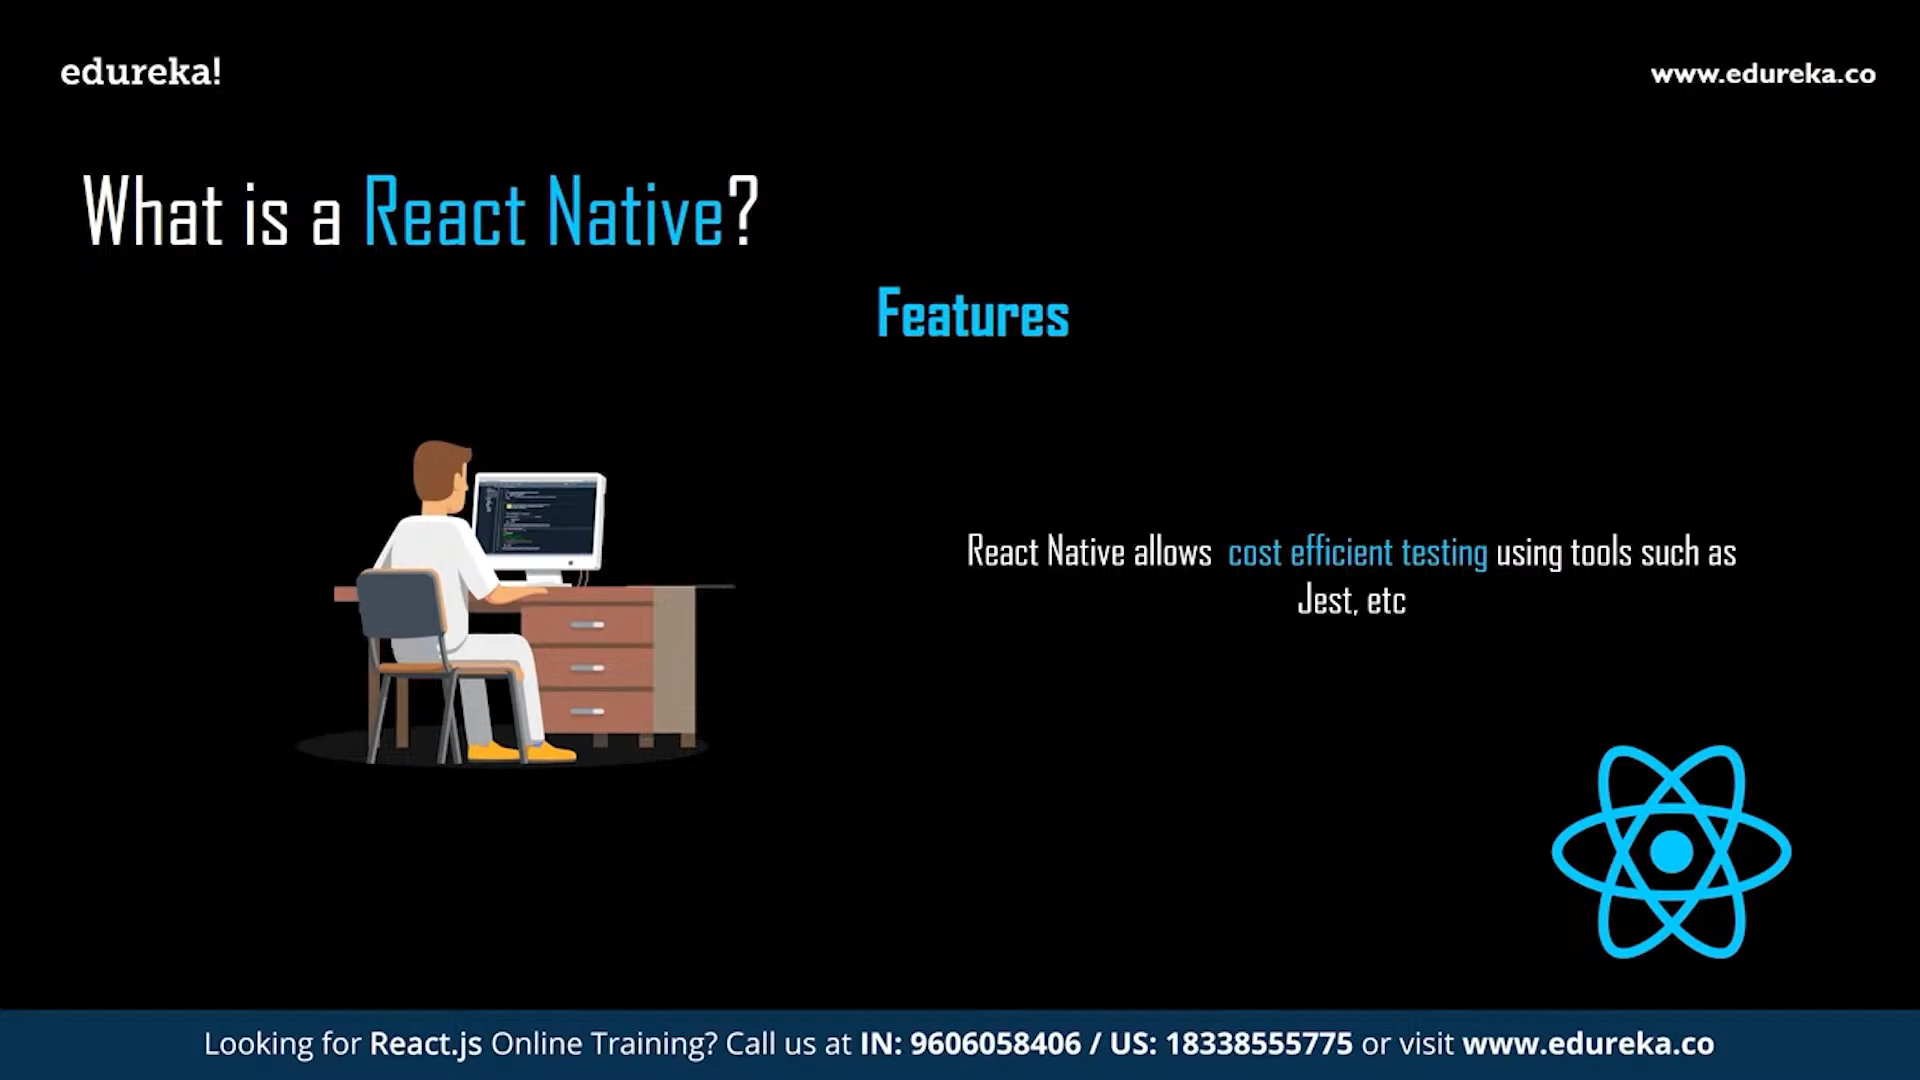 edureka!
www.edureka.co
What is a React Native?
Features
React Native allows cost efficient testing using tools such as
Jest, etc
Looking for React.js Online Training? Call us at IN: 9606058406 / US: 18338555775 or visit www.edureka.co